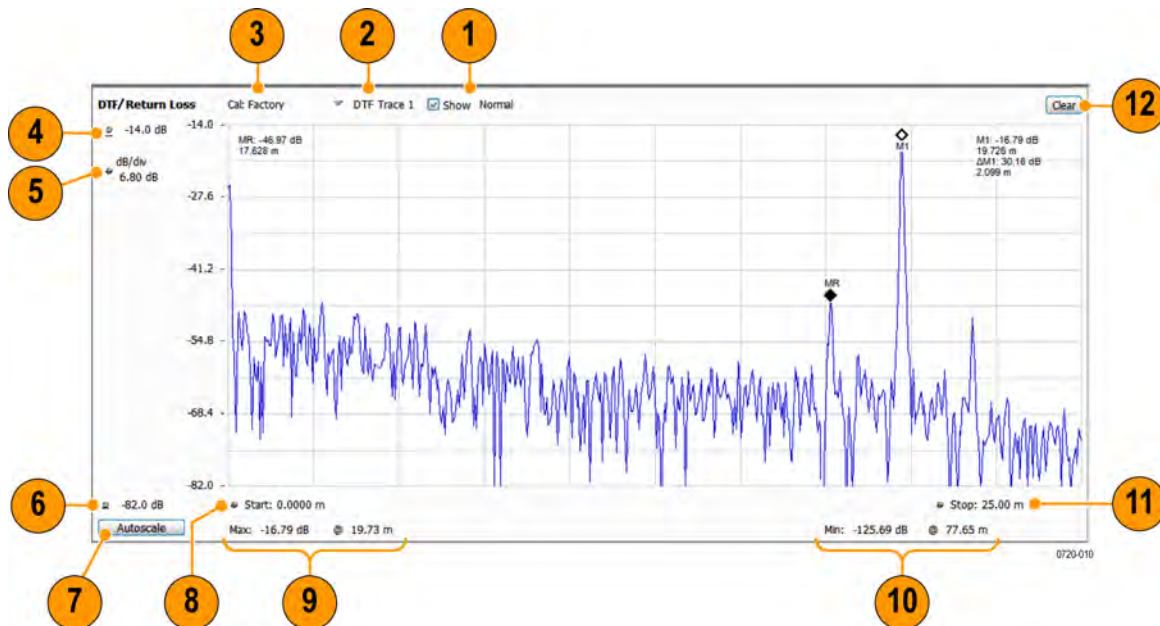 3
2
1
DTF/Return Loss
Cal: Factory
DTF Trace 1
Show
Normal
Clear
12
4
-14.0 dB
-14.0
MR: -46.97 dB
17.628 m
M1
M1: -16.79 dB
19.726 m
ΔM1: 30.18 dB
2.099 m
5
dB/div
6.80 dB
-27.6
-41.2
MR
-54.8
-68.4
-82.0
6
-82.0 dB
Start: 0.0000 m
Stop: 25.00 m
11
Autoscale
Max: -16.79 dB @ 19.73 m
Min: -125.69 dB @ 77.65 m
0720-010
7
8
9
10